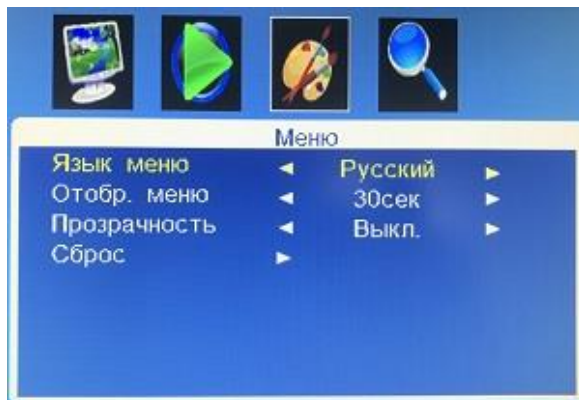 Меню
Язык меню ◄ Русский ►
Отобр. меню ◄ 30сек ►
Прозрачность ◄ Выкл. ►
Сброс ►